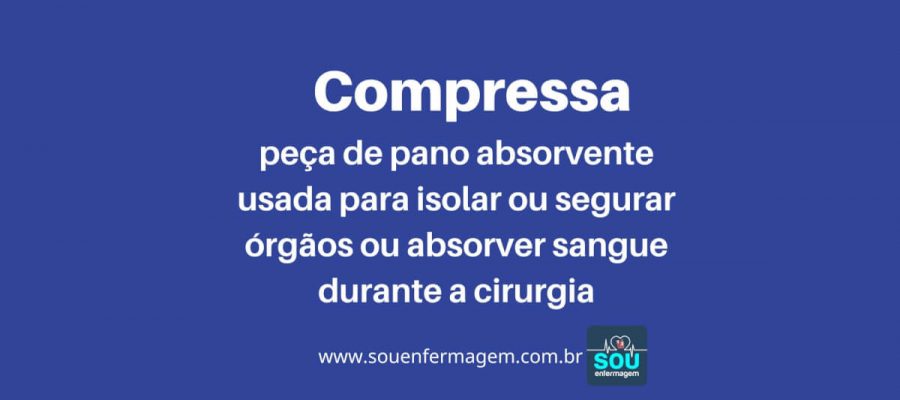 Compressa
peça de pano absorvente
usada para isolar ou segurar
órgãos ou absorver sangue
durante a cirurgia
www.souenfermagem.com.br
SOU
enfermagem